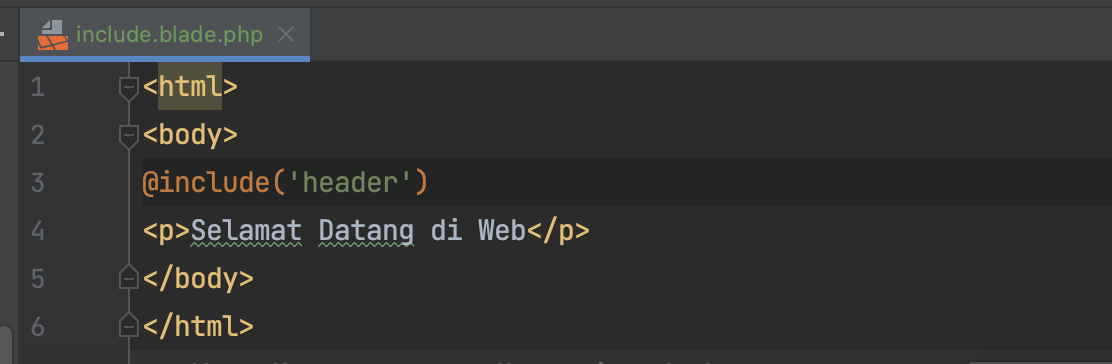 include.blade.php
1 <html>
2 <body>
3 @include('header')
4 <p>Selamat Datang di Web</p>
5 </body>
6 </html>